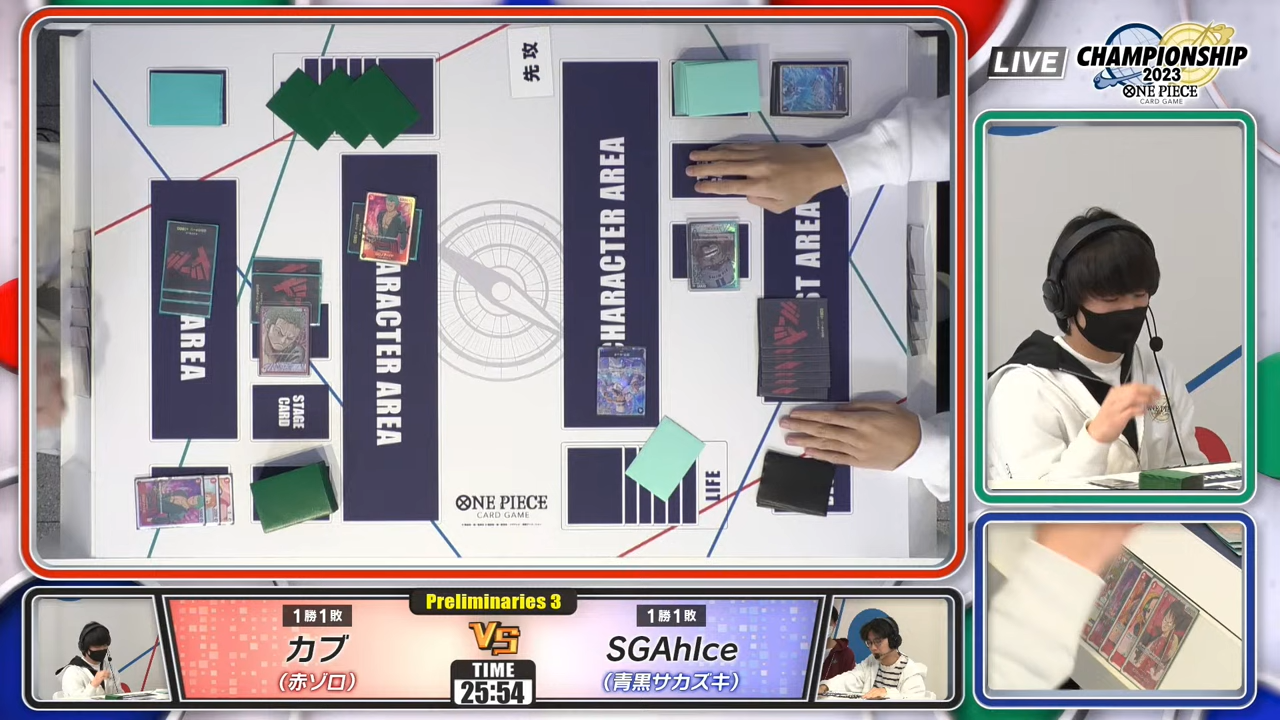 先攻
CHARACTER AREA
CHARACTER AREA
ST AREA
AREA
STAGE
CARD
LIFE
ONE PIECE
CARD GAME
LIVE
CHAMPIONSHIP
2023
ONE PIECE
CARD GAME
Preliminaries 3
1勝1敗
カブ
(赤ゾロ)
VS
TIME
25:54
1勝1敗
SGAhIce
(青黒サカズキ)